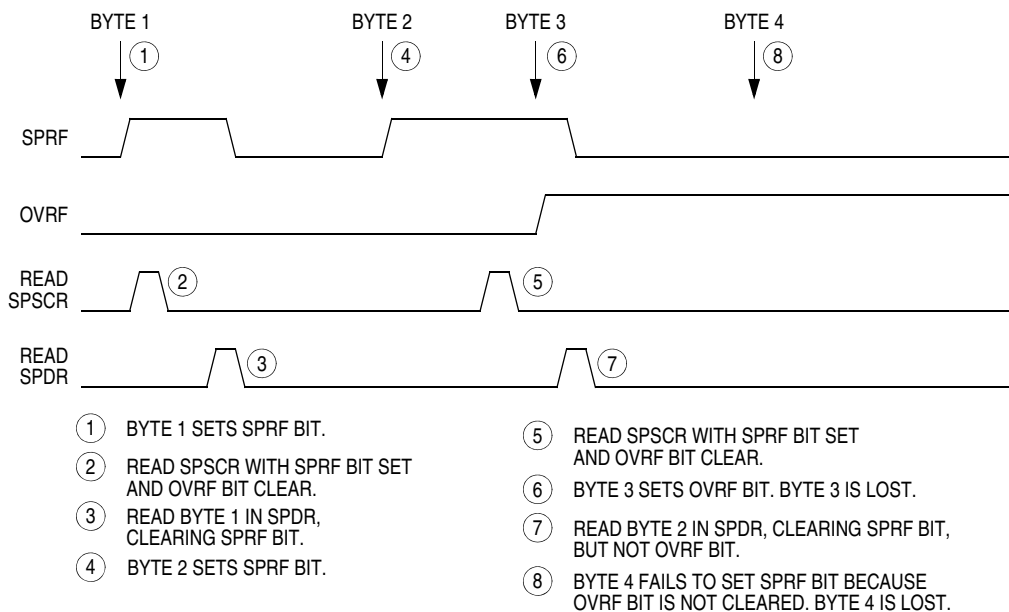 BYTE 1 BYTE 2 BYTE 3 BYTE 4
1 4 6 8
SPRF
OVRF
READ
SPSCR
2 5
READ
SPDR
3 7
1 BYTE 1 SETS SPRF BIT.
2 READ SPSCR WITH SPRF BIT SET
AND OVRF BIT CLEAR.
3 READ BYTE 1 IN SPDR,
CLEARING SPRF BIT.
4 BYTE 2 SETS SPRF BIT.
5 READ SPSCR WITH SPRF BIT SET
AND OVRF BIT CLEAR.
6 BYTE 3 SETS OVRF BIT. BYTE 3 IS LOST.
7 READ BYTE 2 IN SPDR, CLEARING SPRF BIT,
BUT NOT OVRF BIT.
8 BYTE 4 FAILS TO SET SPRF BIT BECAUSE
OVRF BIT IS NOT CLEARED. BYTE 4 IS LOST.